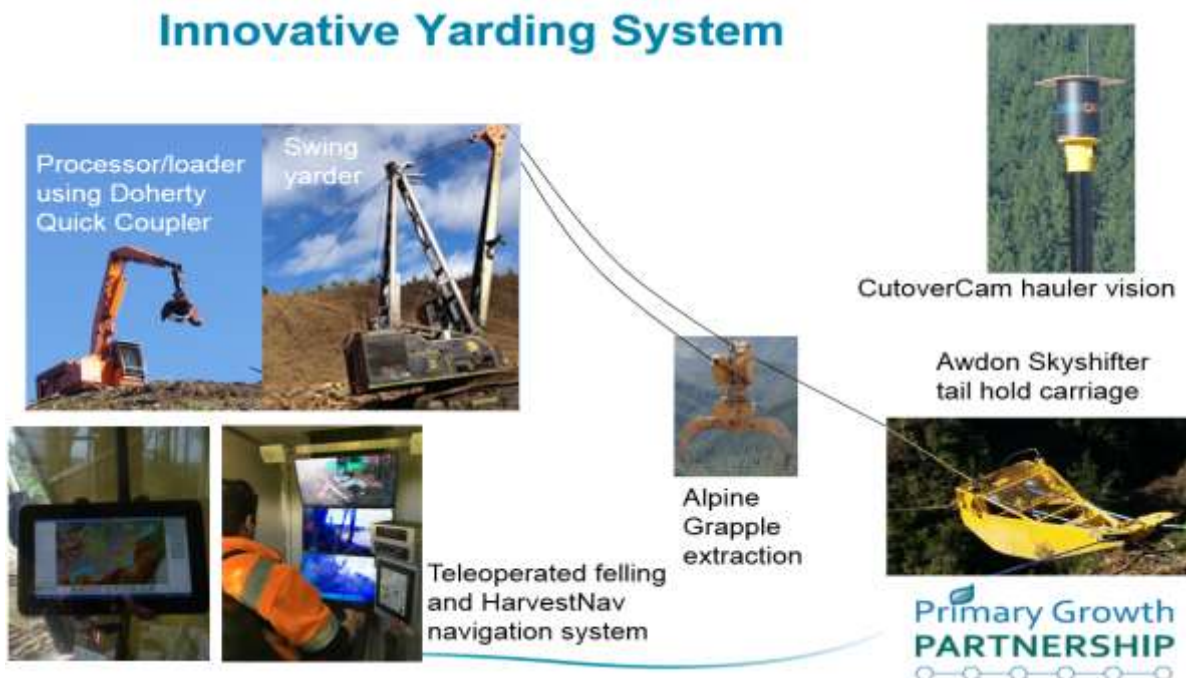 Innovative Yarding System
Processor/loader
using Doherty
Quick Coupler
Swing
yarder
CutoverCam hauler vision
Awdon Skyshifter
tail hold carriage
Alpine
Grapple
extraction
Teleoperated felling
and HarvestNav
navigation system
Primary Growth
PARTNERSHIP